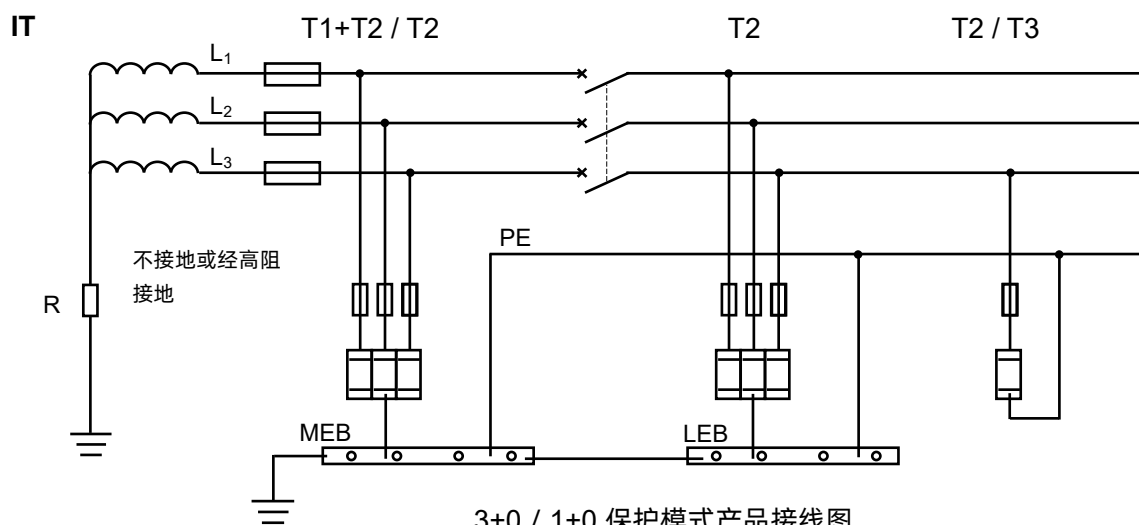 IT
T1+T2 / T2
T2
T2 / T3
L1
L2
L3
PE
不接地或经高阻
接地
R
MEB
LEB
3+0 / 1+0 保护模式产品接线图